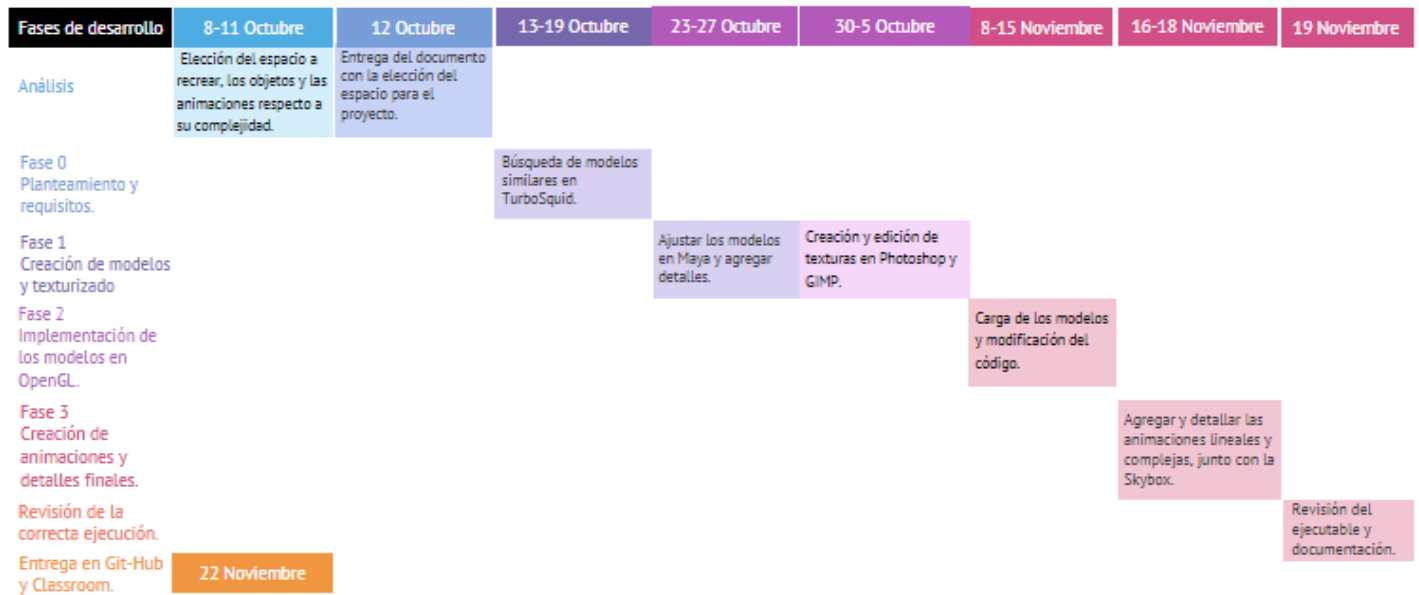 Fases de desarrollo 8-11 Octubre 12 Octubre 13-19 Octubre 23-27 Octubre 30-5 Octubre 8-15 Noviembre 16-18 Noviembre 19 Noviembre
Análisis
Elección del espacio a
recrear, los objetos y las
animaciones respecto a
su complejidad.
Entrega del documento
con la elección del
espacio para el
proyecto.
Fase 0
Planteamiento y
requisitos.
Búsqueda de modelos
similares en
TurboSquid.
Fase 1
Creación de modelos
y texturizado
Ajustar los modelos
en Maya y agregar
detalles.
Creación y edición de
texturas en Photoshop y
GIMP.
Fase 2
Implementación de
los modelos en
OpenGL.
Carga de los modelos
y modificación del
código.
Fase 3
Creación de
animaciones y
detalles finales.
Agregar y detallar las
animaciones lineales y
complejas, junto con la
Skybox.
Revisión de la
correcta ejecución.
Revisión del
ejecutable y
documentación.
Entrega en Git-Hub
y Classroom.
22 Noviembre